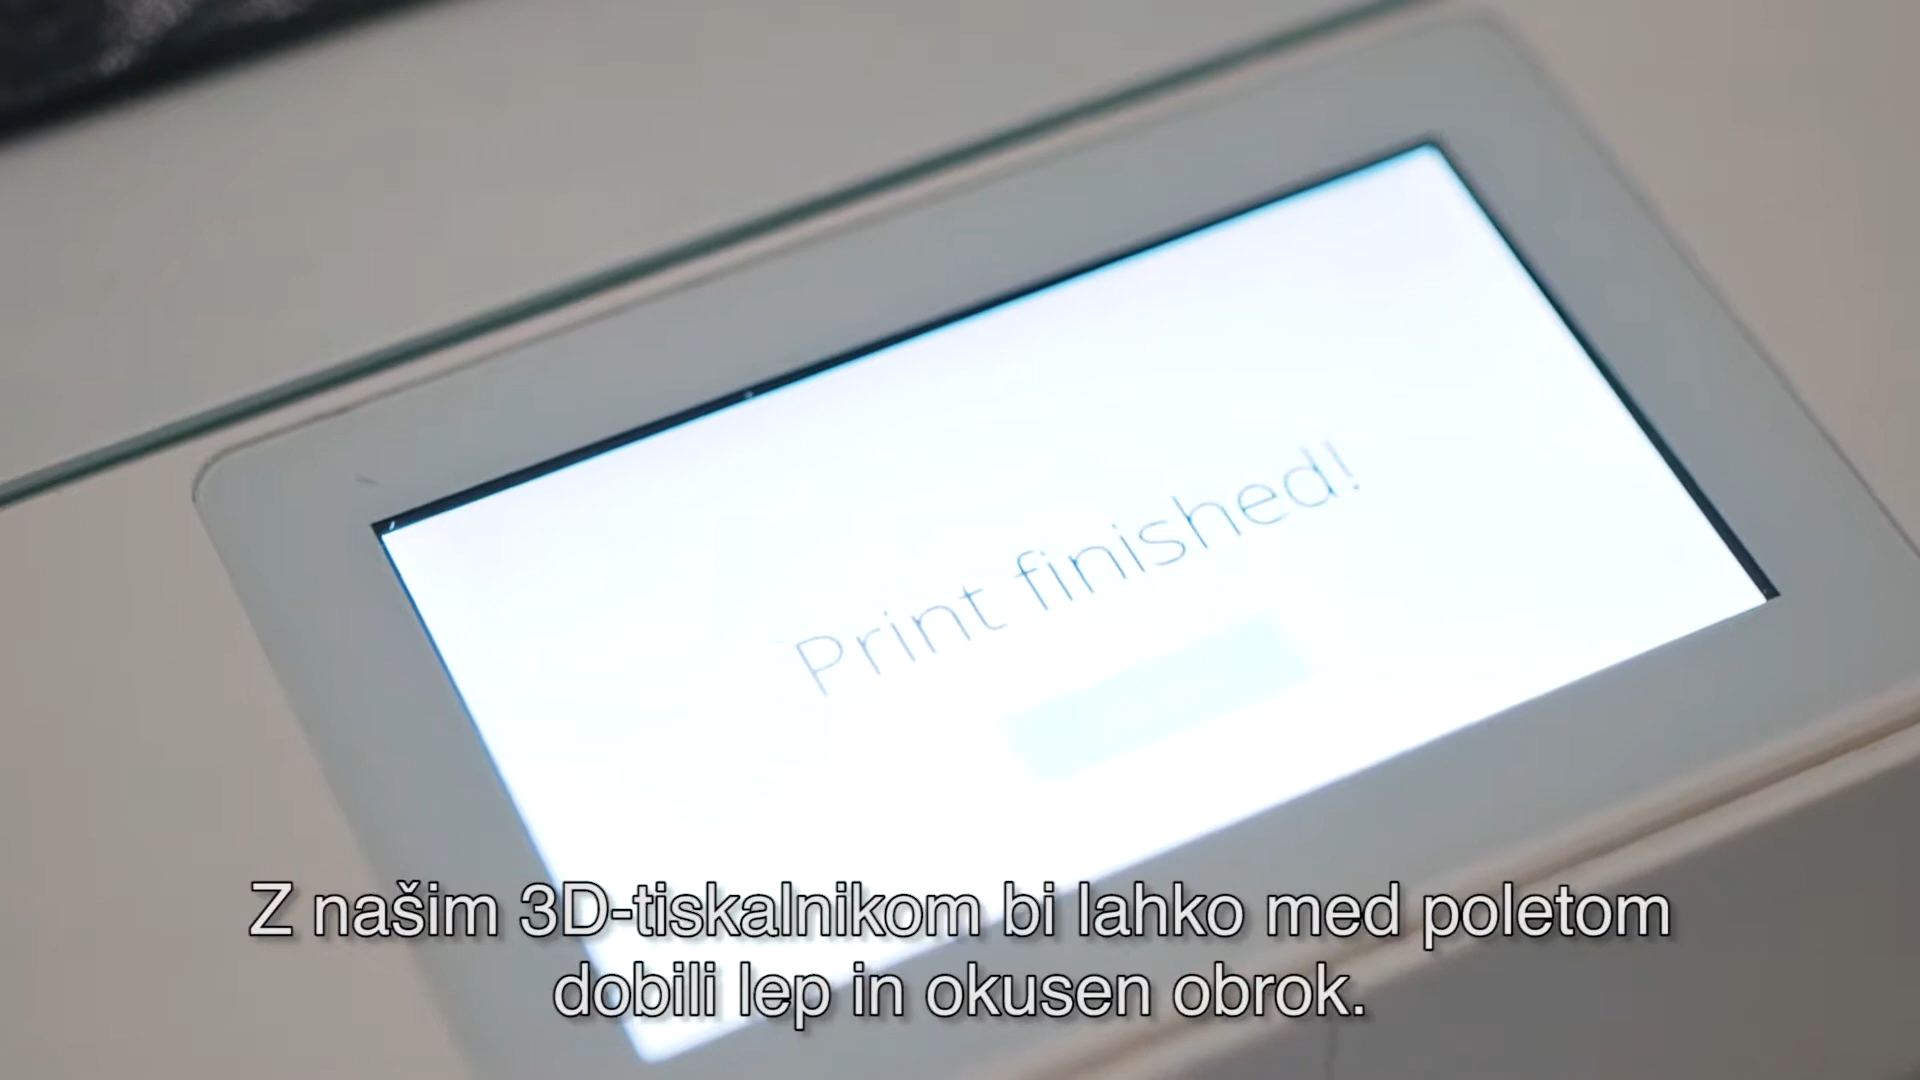 Print finished!
Z našim 3D-tiskalnikom bi lahko med poletom
dobili lep in okusen obrok.